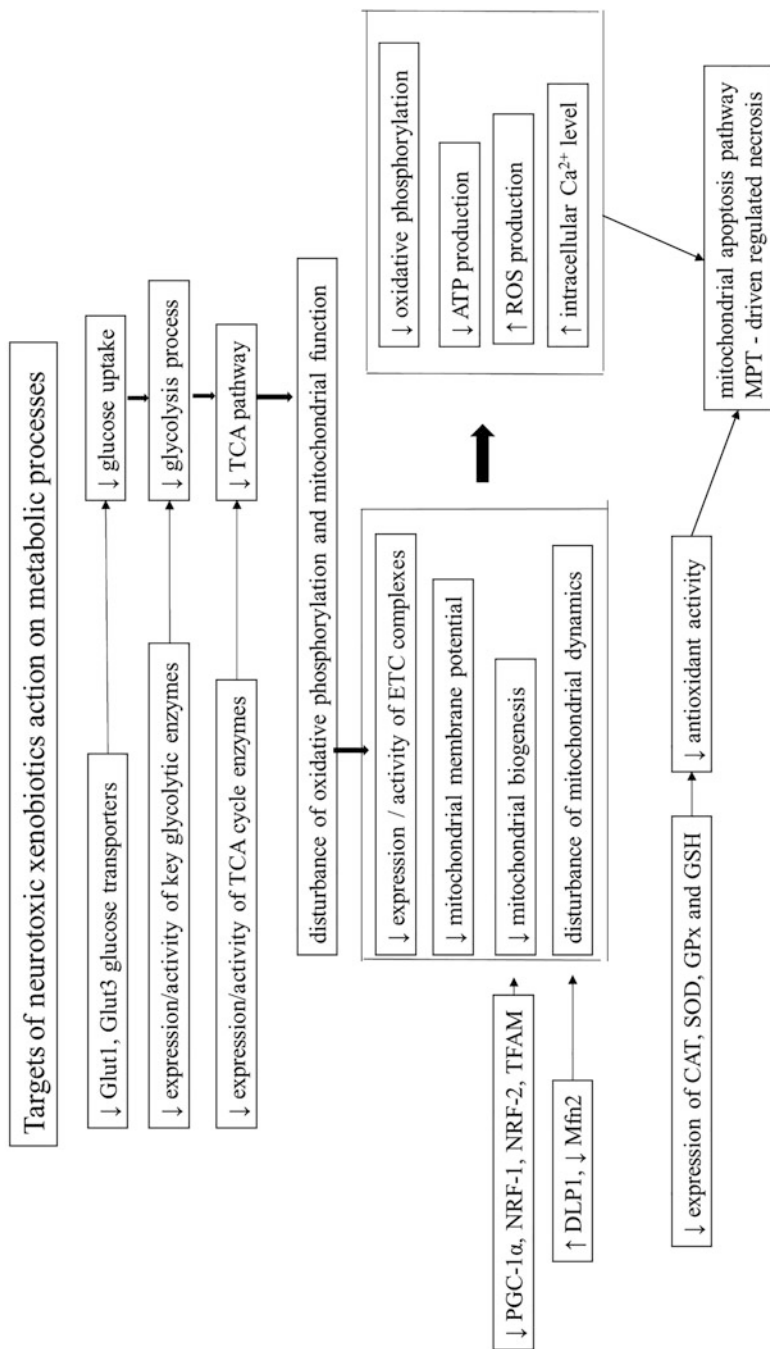 Targets of neurotoxic xenobiotics action on metabolic processes
↓ Glut1, Glut3 glucose transporters
↓ glucose uptake
↓ expression/activity of key glycolytic enzymes
↓ glycolysis process
↓ expression/activity of TCA cycle enzymes
↓ TCA pathway
disturbance of oxidative phosphorylation and mitochondrial function
↓ expression / activity of ETC complexes
↓ mitochondrial membrane potential
↓ PGC-1α, NRF-1, NRF-2, TFAM
↓ mitochondrial biogenesis
↑ DLP1, ↓ Mfn2
disturbance of mitochondrial dynamics
↓ oxidative phosphorylation
↓ ATP production
↑ ROS production
↑ intracellular Ca²⁺ level
↓ expression of CAT, SOD, GPx and GSH
↓ antioxidant activity
mitochondrial apoptosis pathway
MPT - driven regulated necrosis